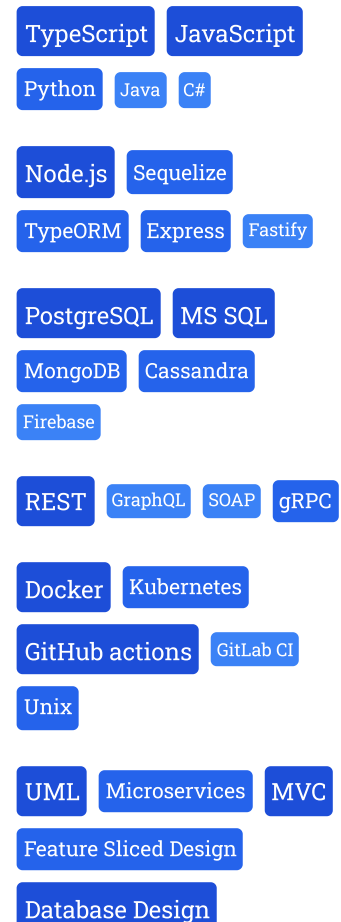 TypeScript JavaScript
Python Java C#
Node.js Sequelize
TypeORM Express Fastify
PostgreSQL MS SQL
MongoDB Cassandra
Firebase
REST GraphQL SOAP gRPC
Docker Kubernetes
GitHub actions GitLab CI
Unix
UML Microservices MVC
Feature Sliced Design
Database Design